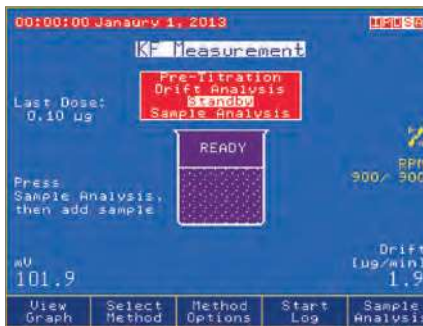 00:00:00 Janaury 1, 2013
KF Measurement
Pre-Titration
Drift Analysis
Standby
Sample Analysis
Last Dose:
0.10 µg
READY
RPM
900/ 900
Press
Sample Analysis,
then add sample
mV
101.9
Drift
[µg/min]
1.9
View Graph
Select Method
Method Options
Start Log
Sample Analysis